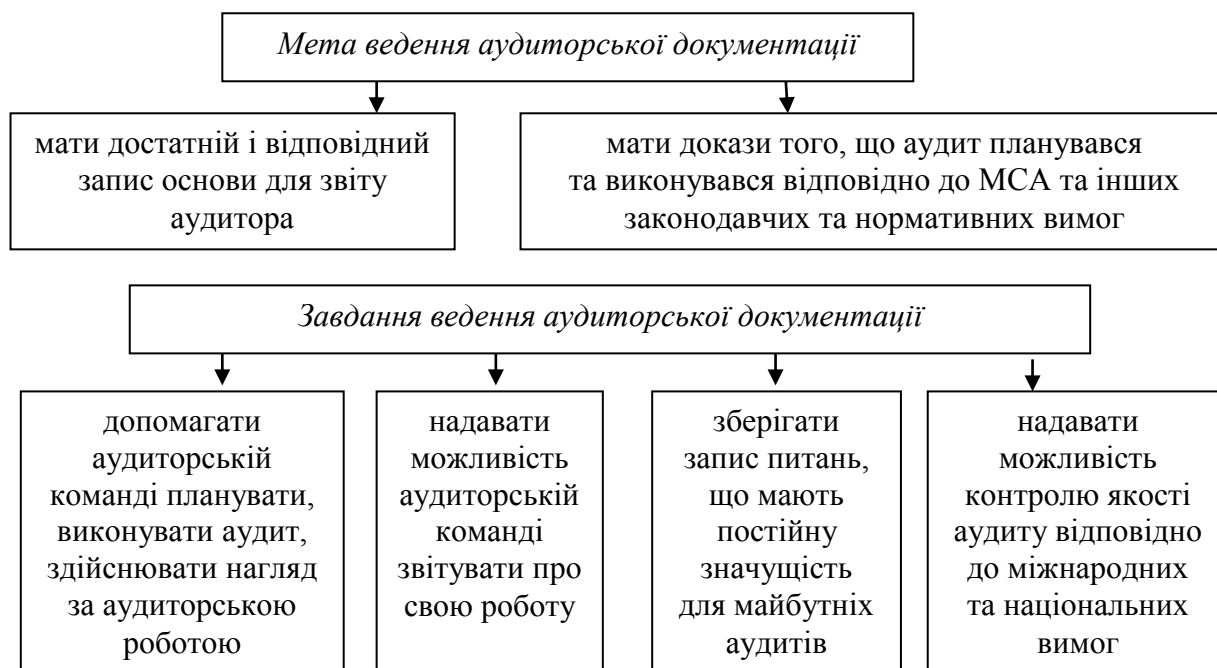 Мета ведення аудиторської документації
мати достатній і відповідний
запис основи для звіту
аудитора
мати докази того, що аудит планувався
та виконувався відповідно до МСА та інших
законодавчих та нормативних вимог
Завдання ведення аудиторської документації
допомагати
аудиторській
команді планувати,
виконувати аудит,
здійснювати нагляд
за аудиторською
роботою
надавати
можливість
аудиторській
команді
звітувати про
свою роботу
зберігати
запис питань,
що мають
постійну
значущість
для майбутніх
аудитів
надавати
можливість
контролю якості
аудиту відповідно
до міжнародних
та національних
вимог